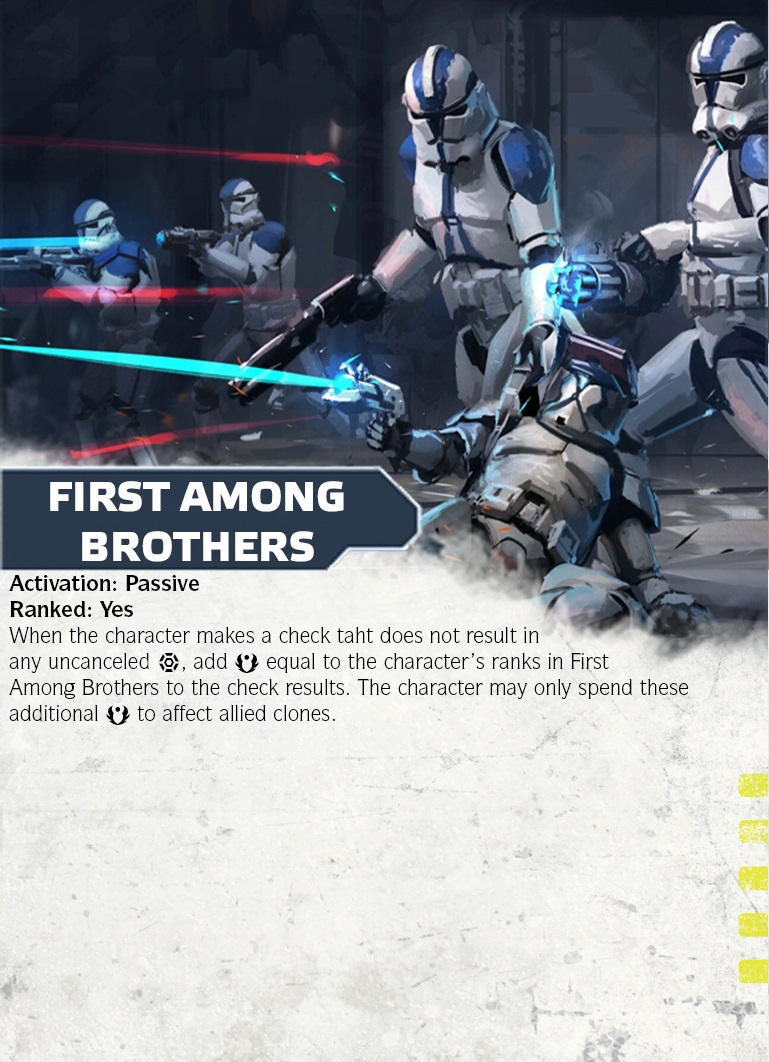 FIRST AMONG
BROTHERS
Activation: Passive
Ranked: Yes
When the character makes a check taht does not result in
any uncanceled , add equal to the character’s ranks in First
Among Brothers to the check results. The character may only spend these
additional to affect allied clones.